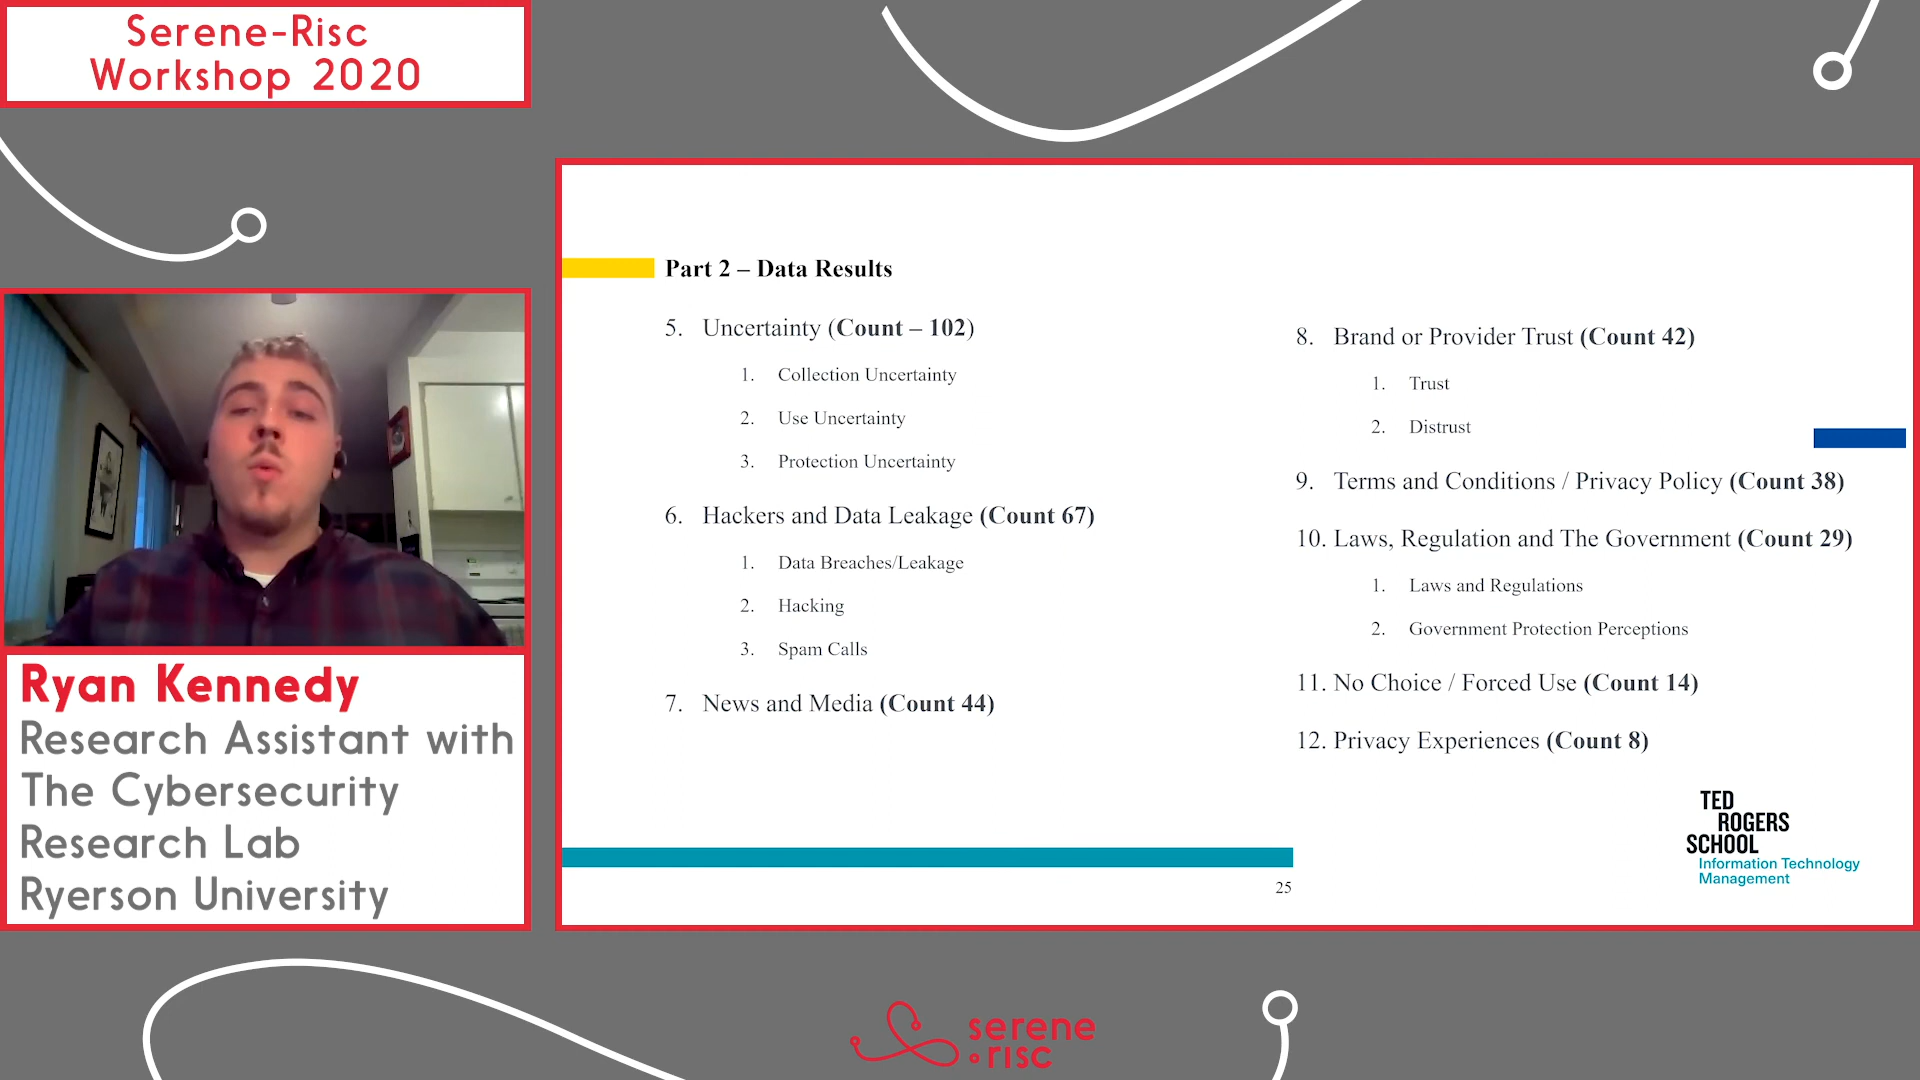 Serene-Risc
Workshop 2020
Ryan Kennedy
Research Assistant with
The Cybersecurity
Research Lab
Ryerson University
Part 2 – Data Results
5. Uncertainty (Count – 102)
1. Collection Uncertainty
2. Use Uncertainty
3. Protection Uncertainty
6. Hackers and Data Leakage (Count 67)
1. Data Breaches/Leakage
2. Hacking
3. Spam Calls
7. News and Media (Count 44)
8. Brand or Provider Trust (Count 42)
1. Trust
2. Distrust
9. Terms and Conditions / Privacy Policy (Count 38)
10. Laws, Regulation and The Government (Count 29)
1. Laws and Regulations
2. Government Protection Perceptions
11. No Choice / Forced Use (Count 14)
12. Privacy Experiences (Count 8)
25
TED
ROGERS
SCHOOL
Information Technology
Management
serene
risc